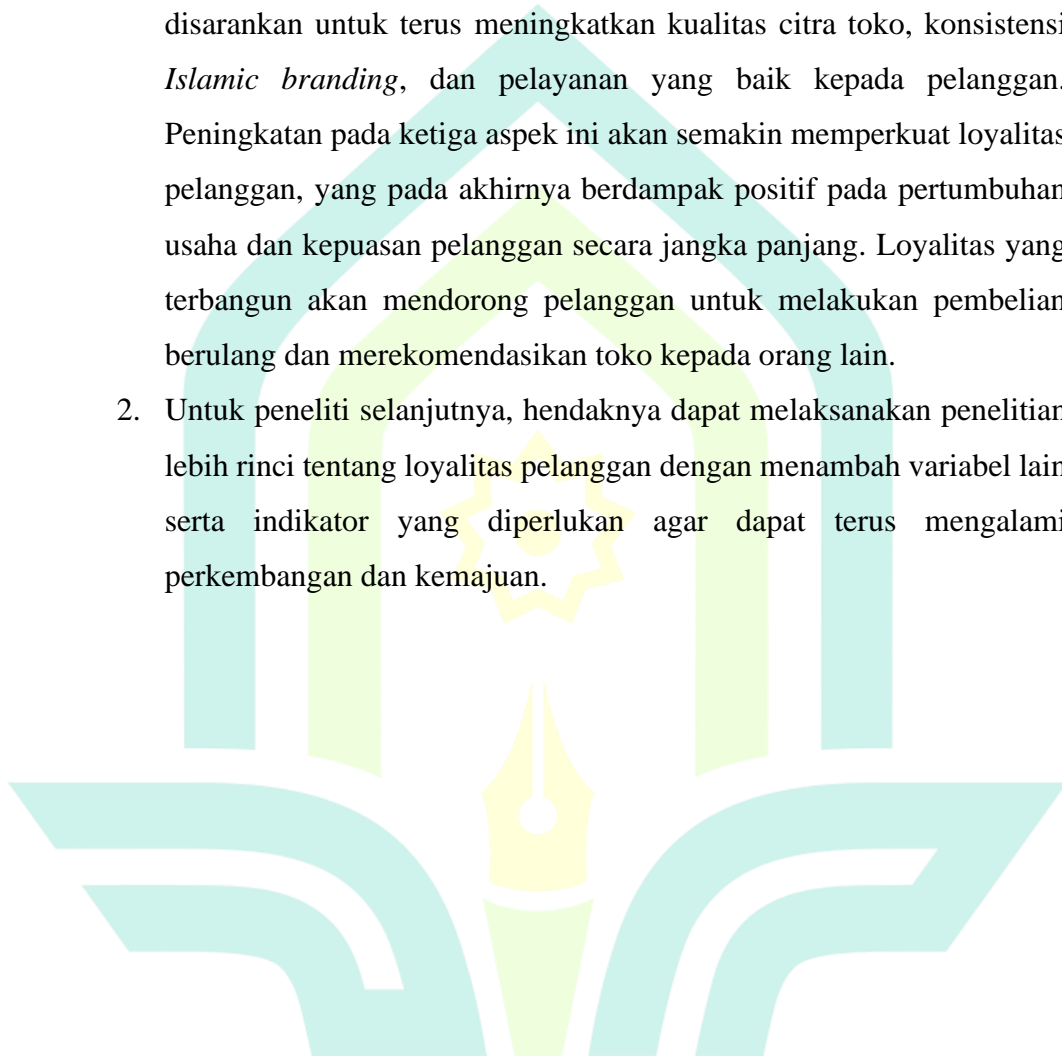 disarankan untuk terus meningkatkan kualitas citra toko, konsistensi
Islamic branding, dan pelayanan yang baik kepada pelanggan.
Peningkatan pada ketiga aspek ini akan semakin memperkuat loyalitas
pelanggan, yang pada akhirnya berdampak positif pada pertumbuhan
usaha dan kepuasan pelanggan secara jangka panjang. Loyalitas yang
terbangun akan mendorong pelanggan untuk melakukan pembelian
berulang dan merekomendasikan toko kepada orang lain.
2. Untuk peneliti selanjutnya, hendaknya dapat melaksanakan penelitian
lebih rinci tentang loyalitas pelanggan dengan menambah variabel lain
serta indikator yang diperlukan agar dapat terus mengalami
perkembangan dan kemajuan.